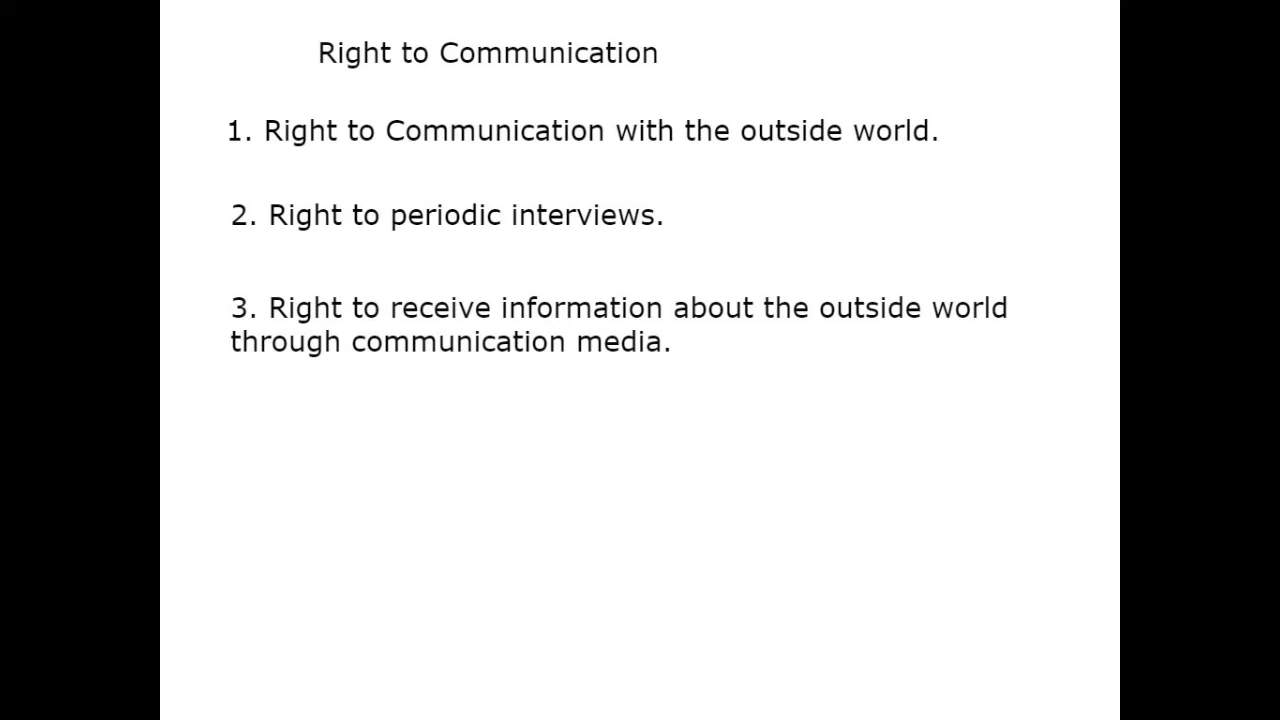 Right to Communication
1. Right to Communication with the outside world.
2. Right to periodic interviews.
3. Right to receive information about the outside world
through communication media.